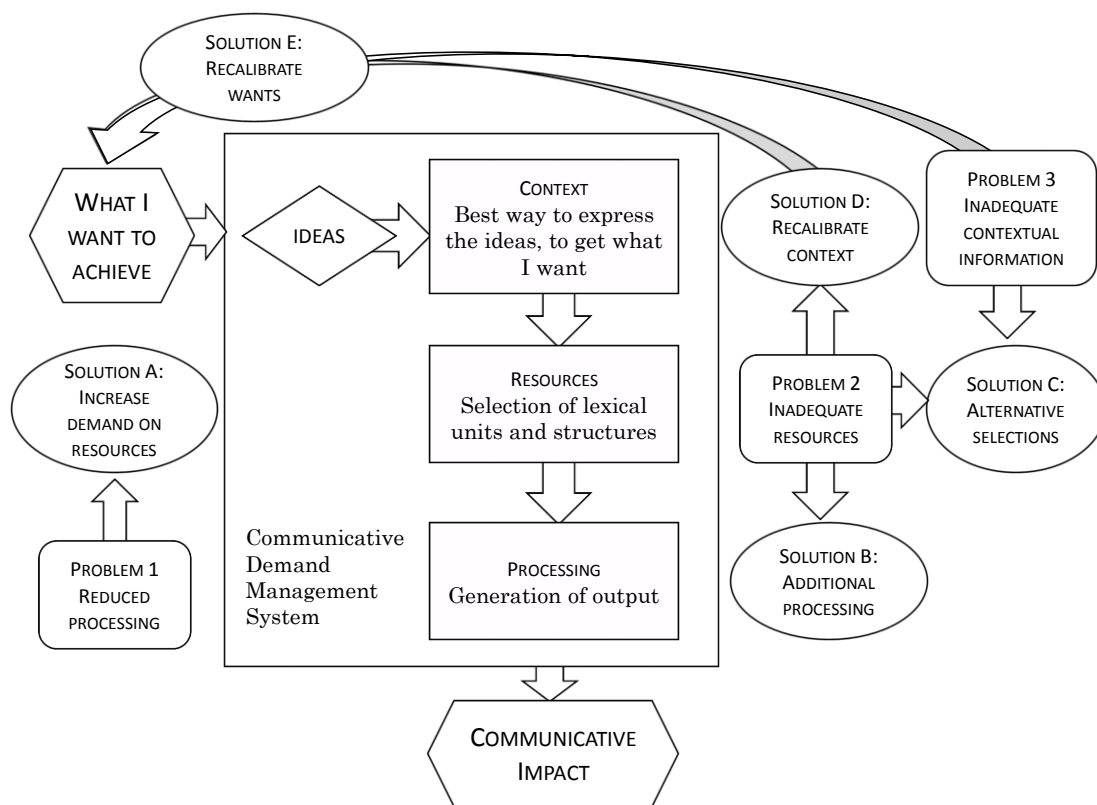 SOLUTION E:
RECALIBRATE
WANTS
WHAT I
WANT TO
ACHIEVE
IDEAS
CONTEXT
Best way to express
the ideas, to get what
I want
SOLUTION D:
RECALIBRATE
CONTEXT
PROBLEM 3
INADEQUATE
CONTEXTUAL
INFORMATION
SOLUTION A:
INCREASE
DEMAND ON
RESOURCES
RESOURCES
Selection of lexical
units and structures
PROBLEM 2
INADEQUATE
RESOURCES
SOLUTION C:
ALTERNATIVE
SELECTIONS
PROBLEM 1
REDUCED
PROCESSING
Communicative
Demand
Management
System
PROCESSING
Generation of output
SOLUTION B:
ADDITIONAL
PROCESSING
COMMUNICATIVE
IMPACT